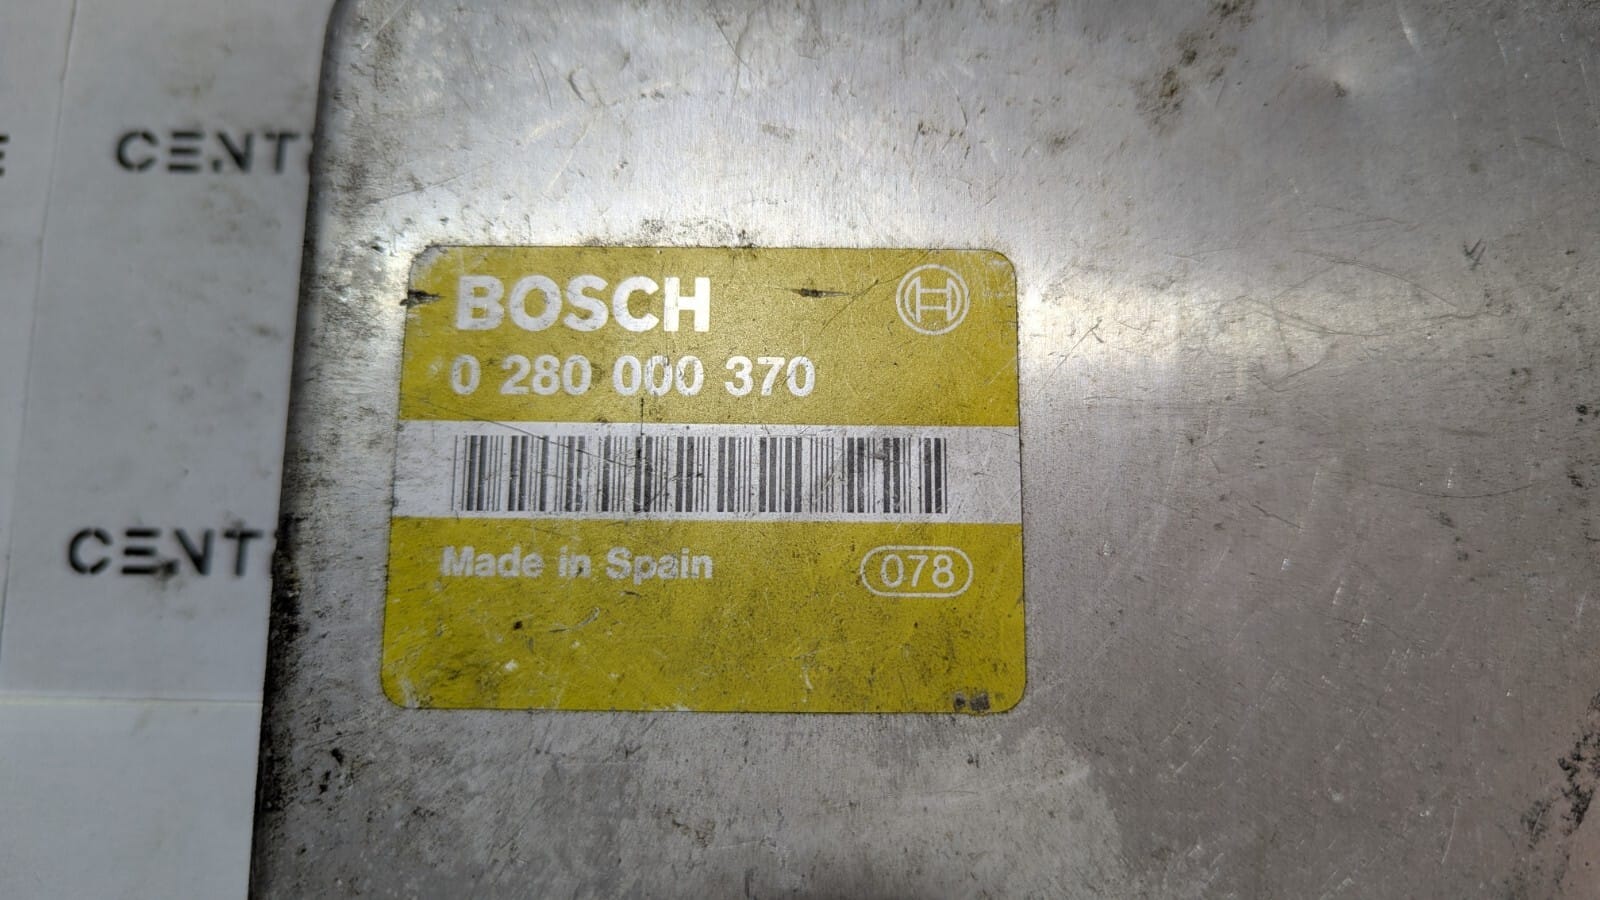 CENT
BOSCH
0 280 000 370
CENT
Made in Spain
078